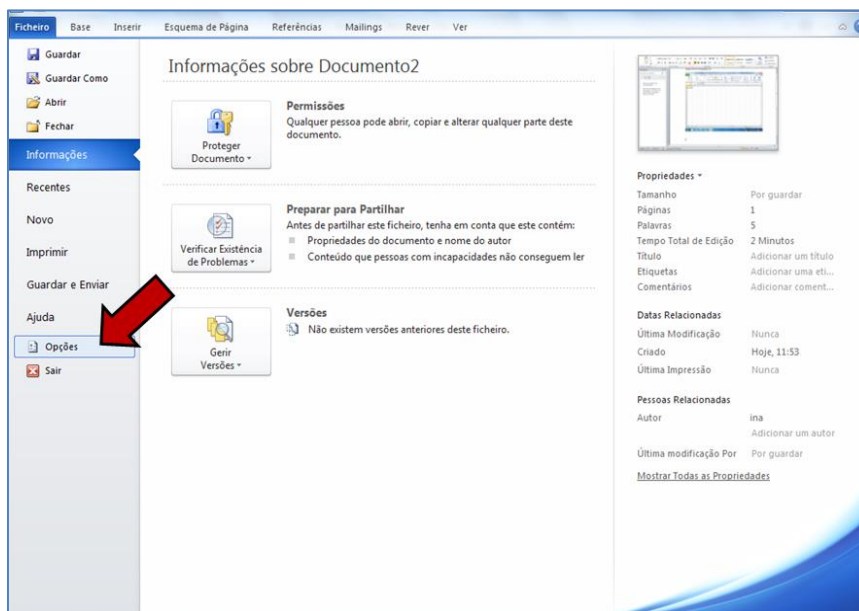 Ficheiro Base Inserir Esquema de Página Referências Mailings Rever Ver
Guardar
Guardar Como
Abrir
Fechar
Informações
Recentes
Novo
Imprimir
Guardar e Enviar
Ajuda
Opções
Sair
Informações sobre Documento2
Proteger
Documento
Permissões
Qualquer pessoa pode abrir, copiar e alterar qualquer parte deste
documento.
Verificar Existência
de Problemas
Preparar para Partilhar
Antes de partilhar este ficheiro, tenha em conta que este contém:
Propriedades do documento e nome do autor
Conteúdo que pessoas com incapacidades não conseguem ler
Gerir
Versões
Versões
Não existem versões anteriores deste ficheiro.
Propriedades
Tamanho Por guardar
Páginas 1
Palavras 5
Tempo Total de Edição 2 Minutos
Título Adicionar um título
Etiquetas Adicionar uma eti...
Comentários Adicionar coment...
Datas Relacionadas
Última Modificação Nunca
Criado Hoje, 11:53
Última Impressão Nunca
Pessoas Relacionadas
Autor ina
Adicionar um autor
Última modificação Por Por guardar
Mostrar Todas as Propriedades